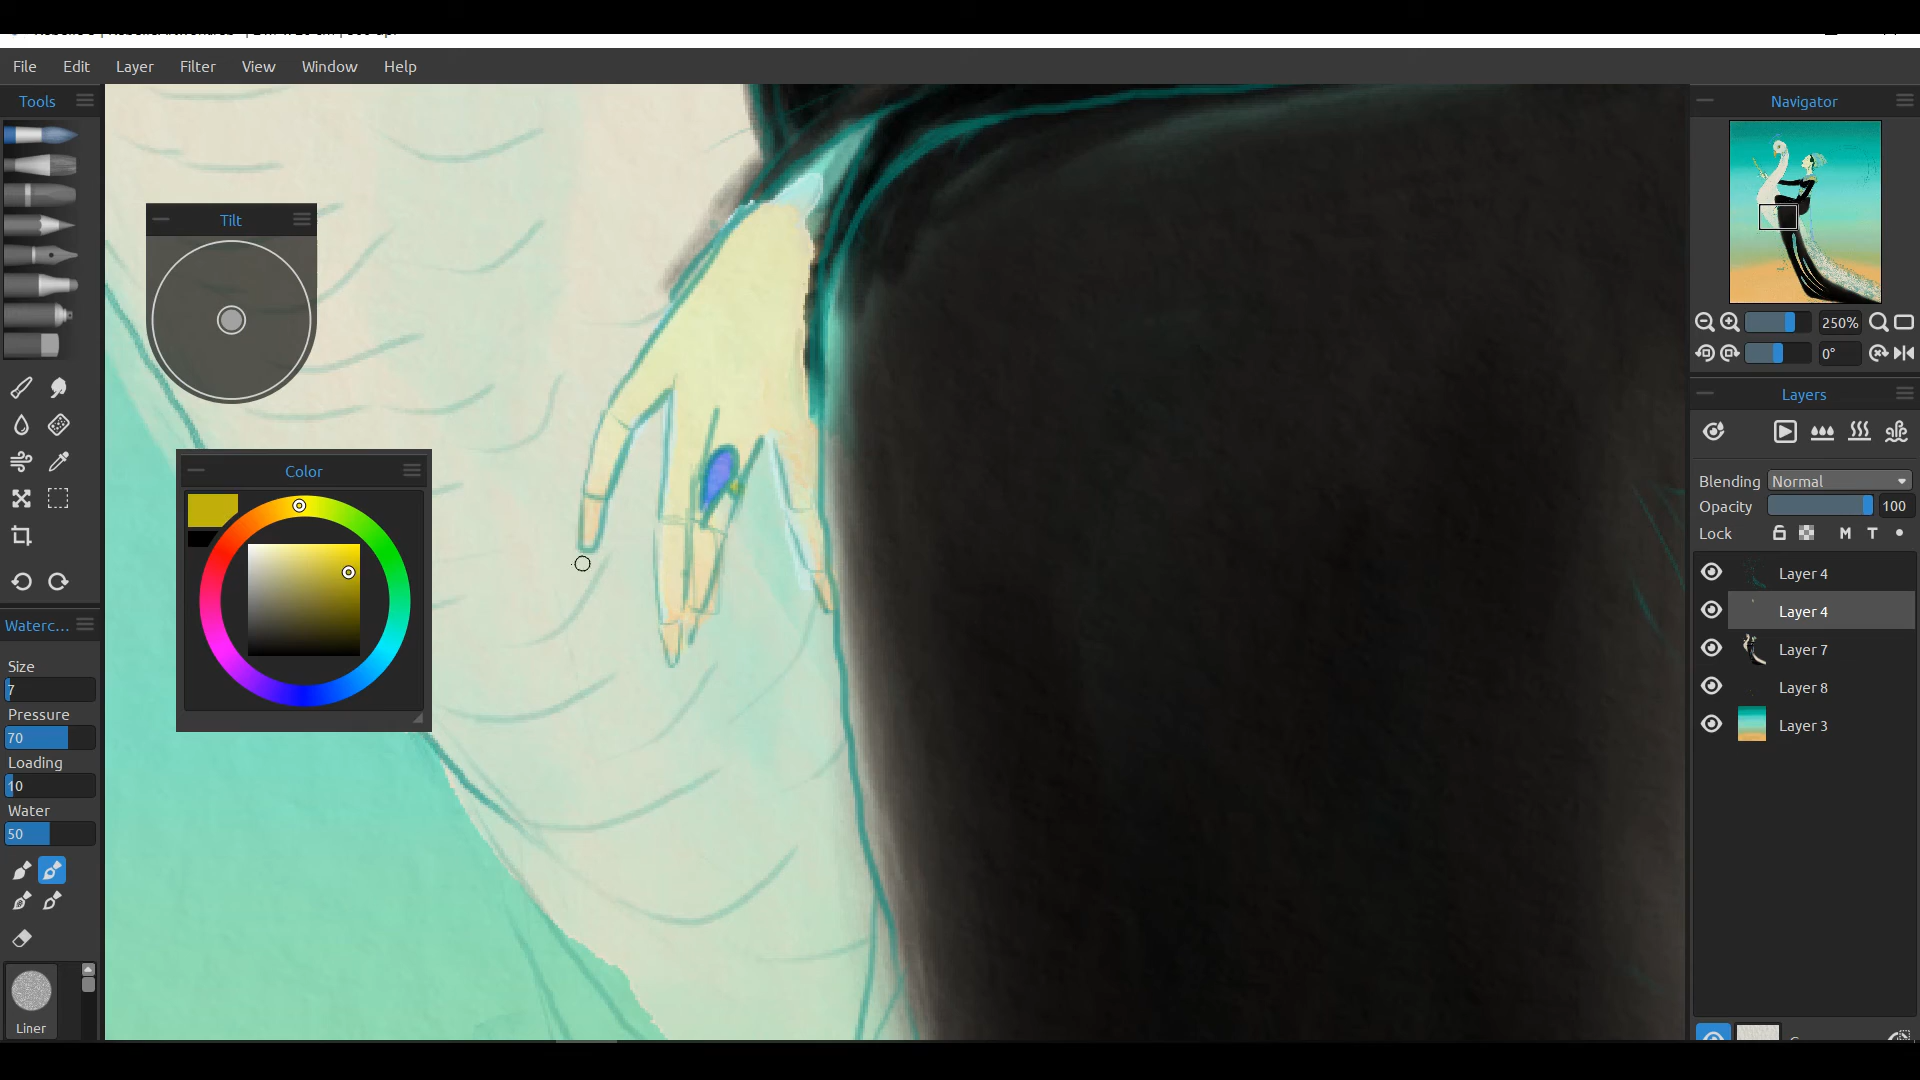 File Edit Layer Filter View Window Help
Tools
Tilt
Color
Waterc...
Size
7
Pressure
70
Loading
10
Water
50
Liner
Navigator
250%
0°
Layers
Blending Normal
Opacity 100
Lock M T
Layer 4
Layer 4
Layer 7
Layer 8
Layer 3